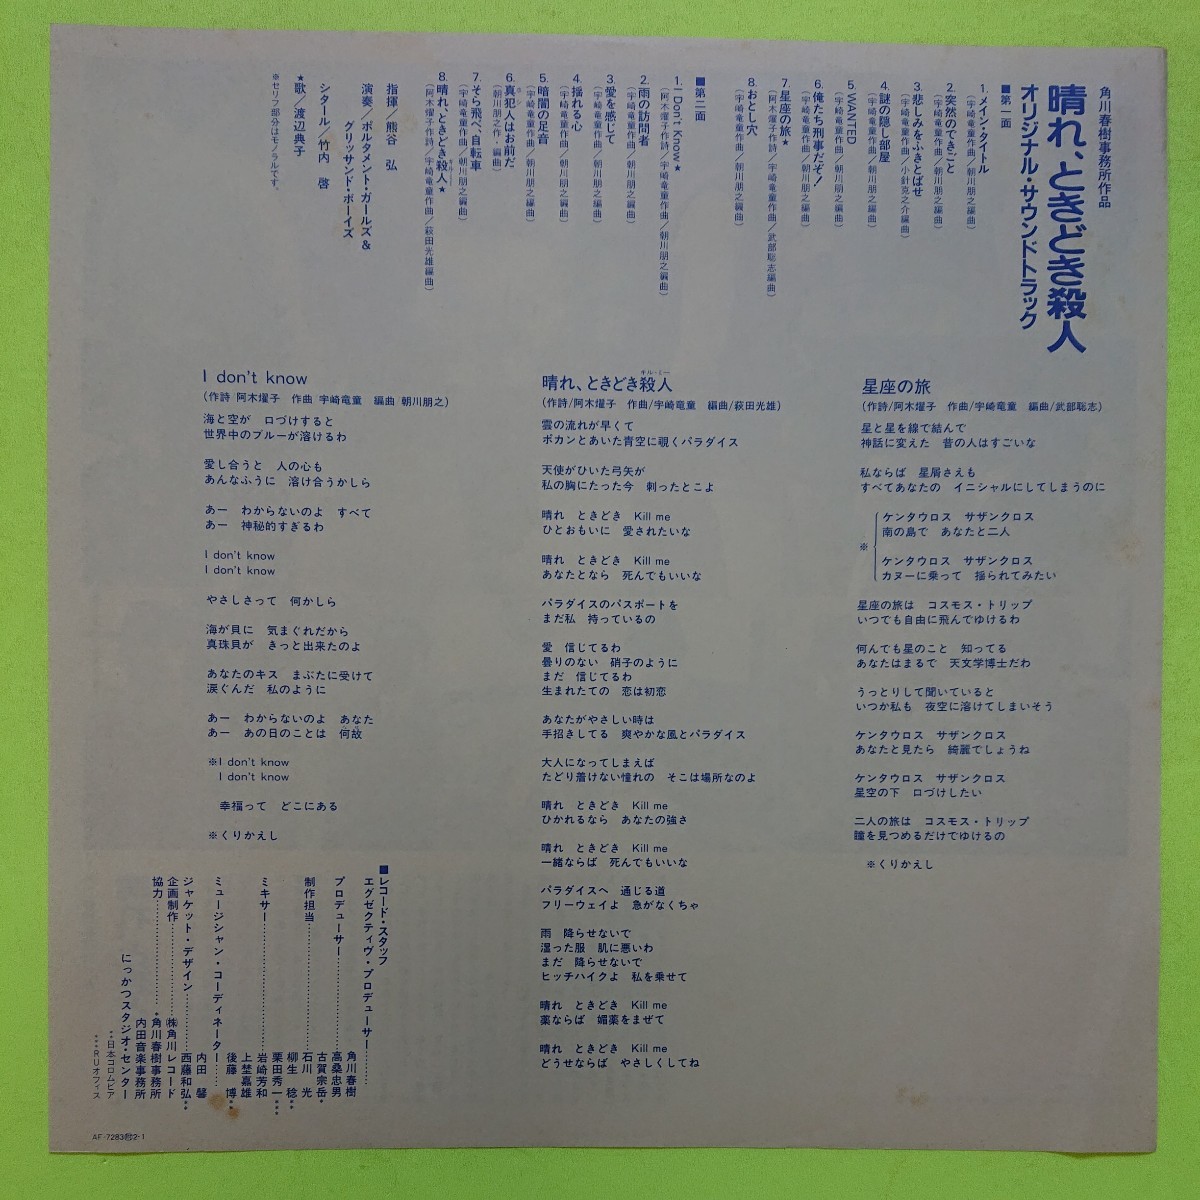 角川春樹事務所作品
晴れ、ときどき殺人
オリジナル・サウンドトラック
■第一面
1. メイン・タイトル
(宇崎竜童作曲/朝川朋之編曲)
2. 突然のできごと
(宇崎竜童作曲/朝川朋之編曲)
3. 悲しみをふきとばせ
(宇崎竜童作曲/小針克之介編曲)
4. 謎の隠し部屋
(宇崎竜童作曲/朝川朋之編曲)
5. WANTED
(宇崎竜童作曲/朝川朋之編曲)
6. 俺たち刑事だぞ!
(宇崎竜童作曲/朝川朋之編曲)
7. 星座の旅★
(阿木燿子作詩/宇崎竜童作曲/武部聡志編曲)
8. おとし穴
(宇崎竜童作曲/朝川朋之編曲)
■第二面
1. I Don't Know★
(阿木燿子作詩/宇崎竜童作曲/朝川朋之編曲)
2. 雨の訪問者
(宇崎竜童作曲/朝川朋之編曲)
3. 愛を感じて
(宇崎竜童作曲/朝川朋之編曲)
4. 揺れる心
(宇崎竜童作曲/朝川朋之編曲)
5. 暗闇の足音
(宇崎竜童作曲/朝川朋之編曲)
6. 真犯人はお前だ
(朝川朋之作・編曲)
7. そら飛べ、自転車
(宇崎竜童作曲/朝川朋之編曲)
8. 晴れ、ときどき殺人★
(阿木燿子作詩/宇崎竜童作曲/萩田光雄編曲)
指揮/熊谷 弘
演奏/ポルタメント・ガールズ&
グリッサンド・ボーイズ
シタール/竹内 啓
★歌/渡辺典子
※セリフ部分はモノラルです。
I don't know
(作詩 阿木燿子 作曲 宇崎竜童 編曲 朝川朋之)
海と空が 口づけすると
世界中のブルーが溶けるわ
愛し合うと 人の心も
あんなふうに 溶け合うかしら
あー わからないのよ すべて
あー 神秘的すぎるわ
I don't know
I don't know
やさしさって 何かしら
海が貝に 気まぐれだから
真珠貝が きっと出来たのよ
あなたのキス まぶたに受けて
涙ぐんだ 私のように
あー わからないのよ あなた
あー あの日のことは 何故
※I don't know
I don't know
幸福って どこにある
※くりかえし
晴れ、ときどき殺人
キル・ミー
(作詩/阿木燿子 作曲/宇崎竜童 編曲/萩田光雄)
雲の流れが早くて
ポカンとあいた青空に覗くパラダイス
天使がひいた弓矢が
私の胸にたった今 刺ったとこよ
晴れ ときどき Kill me
ひとおもいに 愛されたいな
晴れ ときどき Kill me
あなたとなら 死んでもいいな
パラダイスのパスポートを
まだ私 持っているの
愛 信じてるわ
曇りのない 硝子のように
まだ 信じてるわ
生まれたての 恋は初恋
あなたがやさしい時は
手招きしてる 爽やかな風とパラダイス
大人になってしまえば
たどり着けない憧れの そこは場所なのよ
晴れ ときどき Kill me
ひかれるなら あなたの強さ
晴れ ときどき Kill me
一緒ならば 死んでもいいな
パラダイスへ 通じる道
フリーウェイよ 急がなくちゃ
雨 降らせないで
湿った服 肌に悪いわ
まだ 降らせないで
ヒッチハイクよ 私を乗せて
晴れ ときどき Kill me
薬ならば 媚薬をまぜて
晴れ ときどき Kill me
どうせならば やさしくしてね
星座の旅
(作詩/阿木燿子 作曲/宇崎竜童 編曲/武部聡志)
星と星を線で結んで
神話に変えた 昔の人はすごいな
私ならば 星屑さえも
すべてあなたの イニシャルにしてしまうのに
※
ケンタウロス サザンクロス
南の島で あなたと二人
ケンタウロス サザンクロス
カヌーに乗って 揺られてみたい
星座の旅は コスモス・トリップ
いつでも自由に飛んでゆけるわ
何んでも星のこと 知ってる
あなたはまるで 天文学博士だわ
うっとりして聞いていると
いつか私も 夜空に溶けてしまいそう
ケンタウロス サザンクロス
あなたと見たら 綺麗でしょうね
ケンタウロス サザンクロス
星空の下 口づけしたい
二人の旅は コスモス・トリップ
瞳を見つめるだけでゆけるの
※くりかえし
■レコード・スタッフ
エグゼクティヴ・プロデューサー………角川春樹
プロデューサー………高桑忠男
古賀宗岳*
制作担当………石川 光
柳生 稔**
栗田秀一***
ミキサー………岩崎芳和
上埜嘉雄
後藤 博**
ミュージシャン・コーディネーター………内田 馨
ジャケット・デザイン………西藤和弘**
企画制作………㈱角川レコード
協力………*角川春樹事務所
内田音楽事務所
にっかつスタジオ・センター
**日本コロムビア
***RUオフィス
AF-7283 2-1